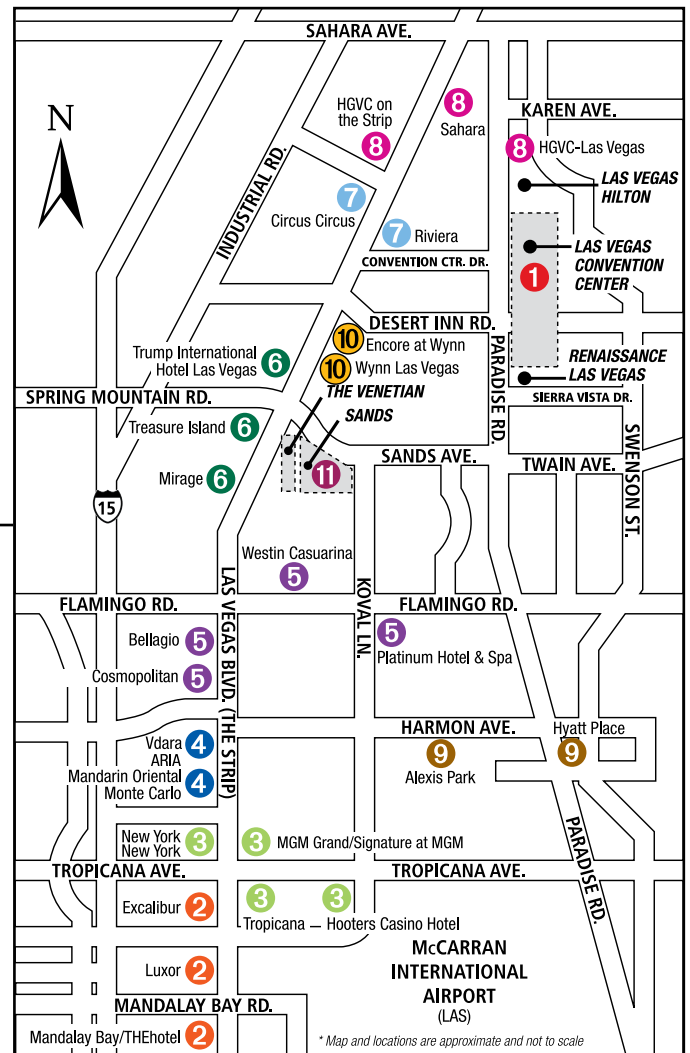 SAHARA AVE.
N
HGVC on
the Strip
8
8
Sahara
KAREN AVE.
8
HGVC-Las Vegas
INDUSTRIAL RD.
LAS VEGAS
HILTON
7
Circus Circus
7
Riviera
CONVENTION CTR. DR.
LAS VEGAS
CONVENTION
CENTER
1
DESERT INN RD.
10
Encore at Wynn
10
Wynn Las Vegas
Trump International
Hotel Las Vegas
6
PARADISE RD.
RENAISSANCE
LAS VEGAS
SPRING MOUNTAIN RD.
THE VENETIAN
SANDS
SIERRA VISTA DR.
Treasure Island
6
SANDS AVE.
TWAIN AVE.
SWENSON ST.
Mirage
6
11
15
Westin Casuarina
5
FLAMINGO RD.
LAS VEGAS BLVD. (THE STRIP)
KOVAL LN.
FLAMINGO RD.
Bellagio
5
5
Platinum Hotel & Spa
Cosmopolitan
5
HARMON AVE.
Hyatt Place
9
Vdara
ARIA
4
9
Alexis Park
Mandarin Oriental
Monte Carlo
4
New York
New York
3
3
MGM Grand/Signature at MGM
PARADISE RD.
TROPICANA AVE.
TROPICANA AVE.
Excalibur
2
3
3
Tropicana – Hooters Casino Hotel
Luxor
2
McCARRAN
INTERNATIONAL
AIRPORT
(LAS)
MANDALAY BAY RD.
Mandalay Bay/THEhotel
2
* Map and locations are approximate and not to scale